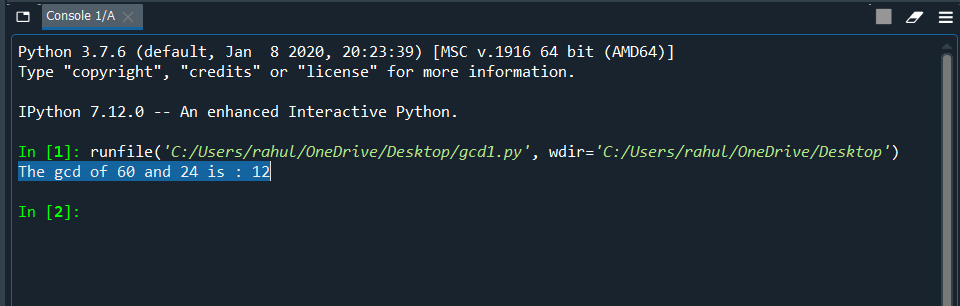 Console 1/A
Python 3.7.6 (default, Jan  8 2020, 20:23:39) [MSC v.1916 64 bit (AMD64)]
Type "copyright", "credits" or "license" for more information.
IPython 7.12.0 -- An enhanced Interactive Python.
In [1]: runfile('C:/Users/rahul/OneDrive/Desktop/gcd1.py', wdir='C:/Users/rahul/OneDrive/Desktop')
The gcd of 60 and 24 is : 12
In [2]: